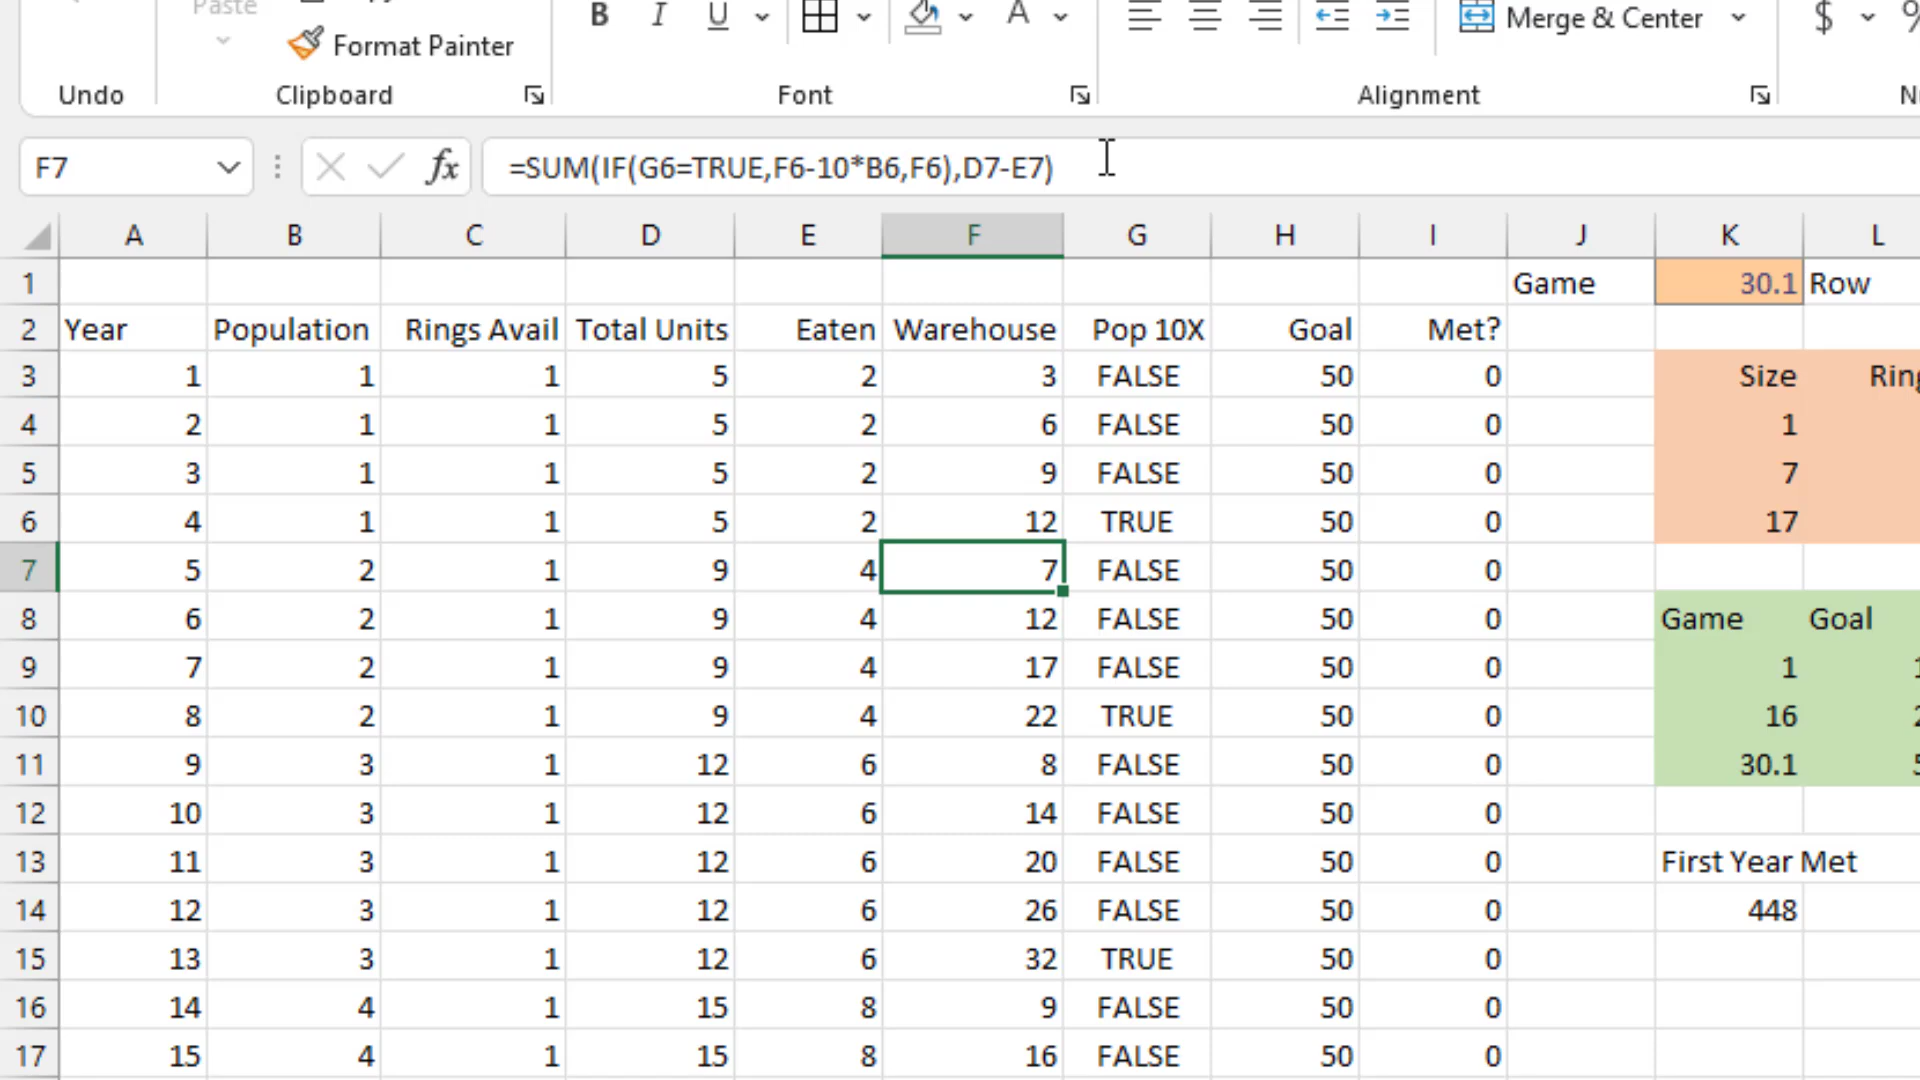 Paste
Format Painter
B I U A
Merge & Center $
Undo Clipboard Font Alignment
F7 fx =SUM(IF(G6=TRUE,F6-10*B6,F6),D7-E7)
A B C D E F G H I J K L
1 Game 30.1 Row
2 Year Population Rings Avail Total Units Eaten Warehouse Pop 10X Goal Met?
3 1 1 1 5 2 3 FALSE 50 0 Size
4 2 1 1 5 2 6 FALSE 50 0 1
5 3 1 1 5 2 9 FALSE 50 0 7
6 4 1 1 5 2 12 TRUE 50 0 17
7 5 2 1 9 4 7 FALSE 50 0
8 6 2 1 9 4 12 FALSE 50 0 Game Goal
9 7 2 1 9 4 17 FALSE 50 0 1
10 8 2 1 9 4 22 TRUE 50 0 16
11 9 3 1 12 6 8 FALSE 50 0 30.1
12 10 3 1 12 6 14 FALSE 50 0
13 11 3 1 12 6 20 FALSE 50 0 First Year Met
14 12 3 1 12 6 26 FALSE 50 0 448
15 13 3 1 12 6 32 TRUE 50 0
16 14 4 1 15 8 9 FALSE 50 0
17 15 4 1 15 8 16 FALSE 50 0